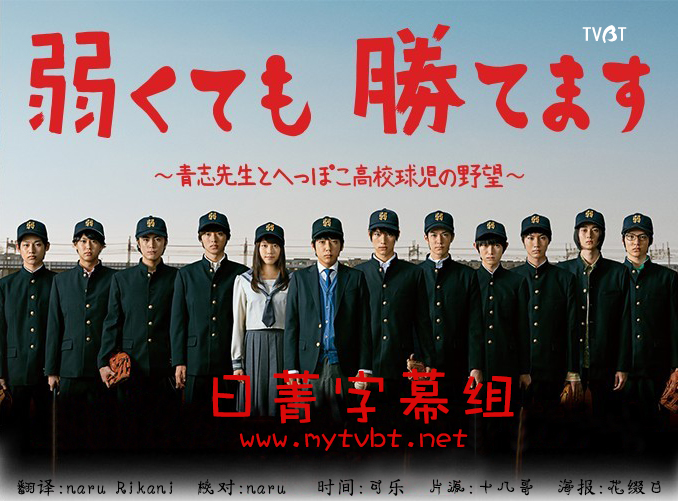 TVBT
弱くても 勝てます
～青志先生とへっぽこ高校球児の野望～
日菁字幕组
www.mytvbt.net
翻译:naru Rikani 校对:naru 时间:可乐 片源:十八哥 海报:花缀日